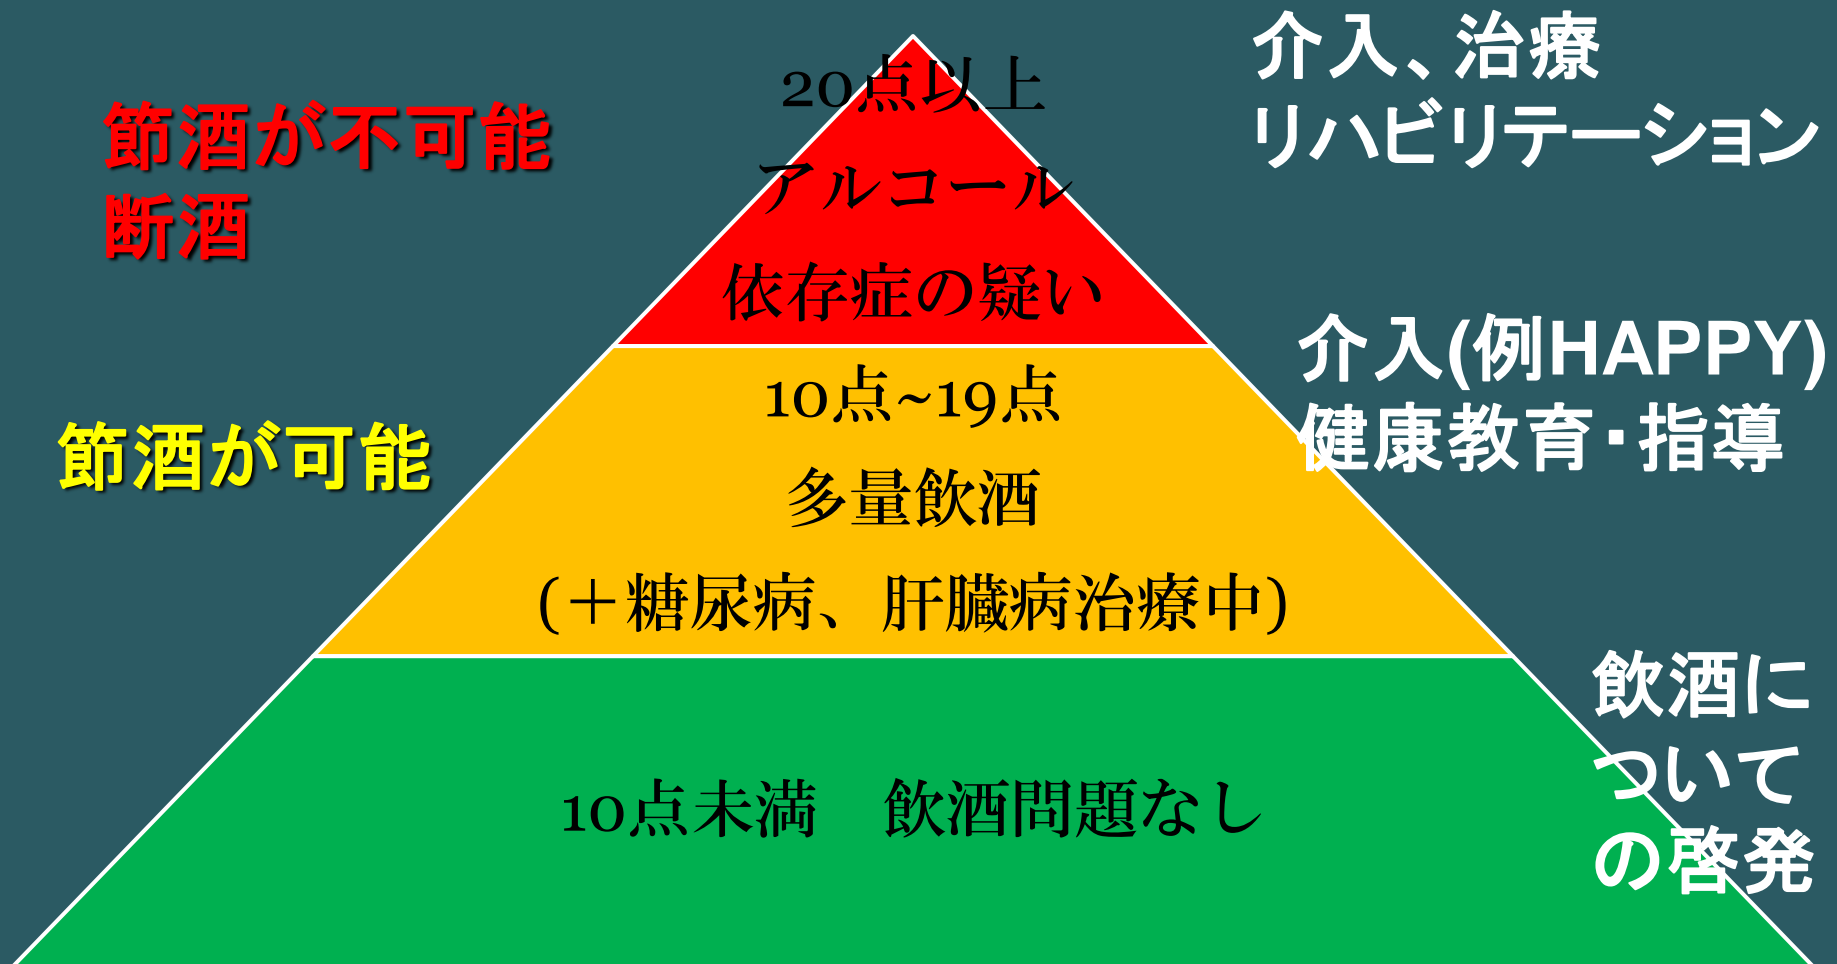 節酒が不可能
断酒
20点以上
アルコール
依存症の疑い
介入、治療
リハビリテーション
節酒が可能
10点~19点
多量飲酒
(＋糖尿病、肝臓病治療中)
介入(例HAPPY)
健康教育・指導
10点未満　飲酒問題なし
飲酒に
ついて
の啓発